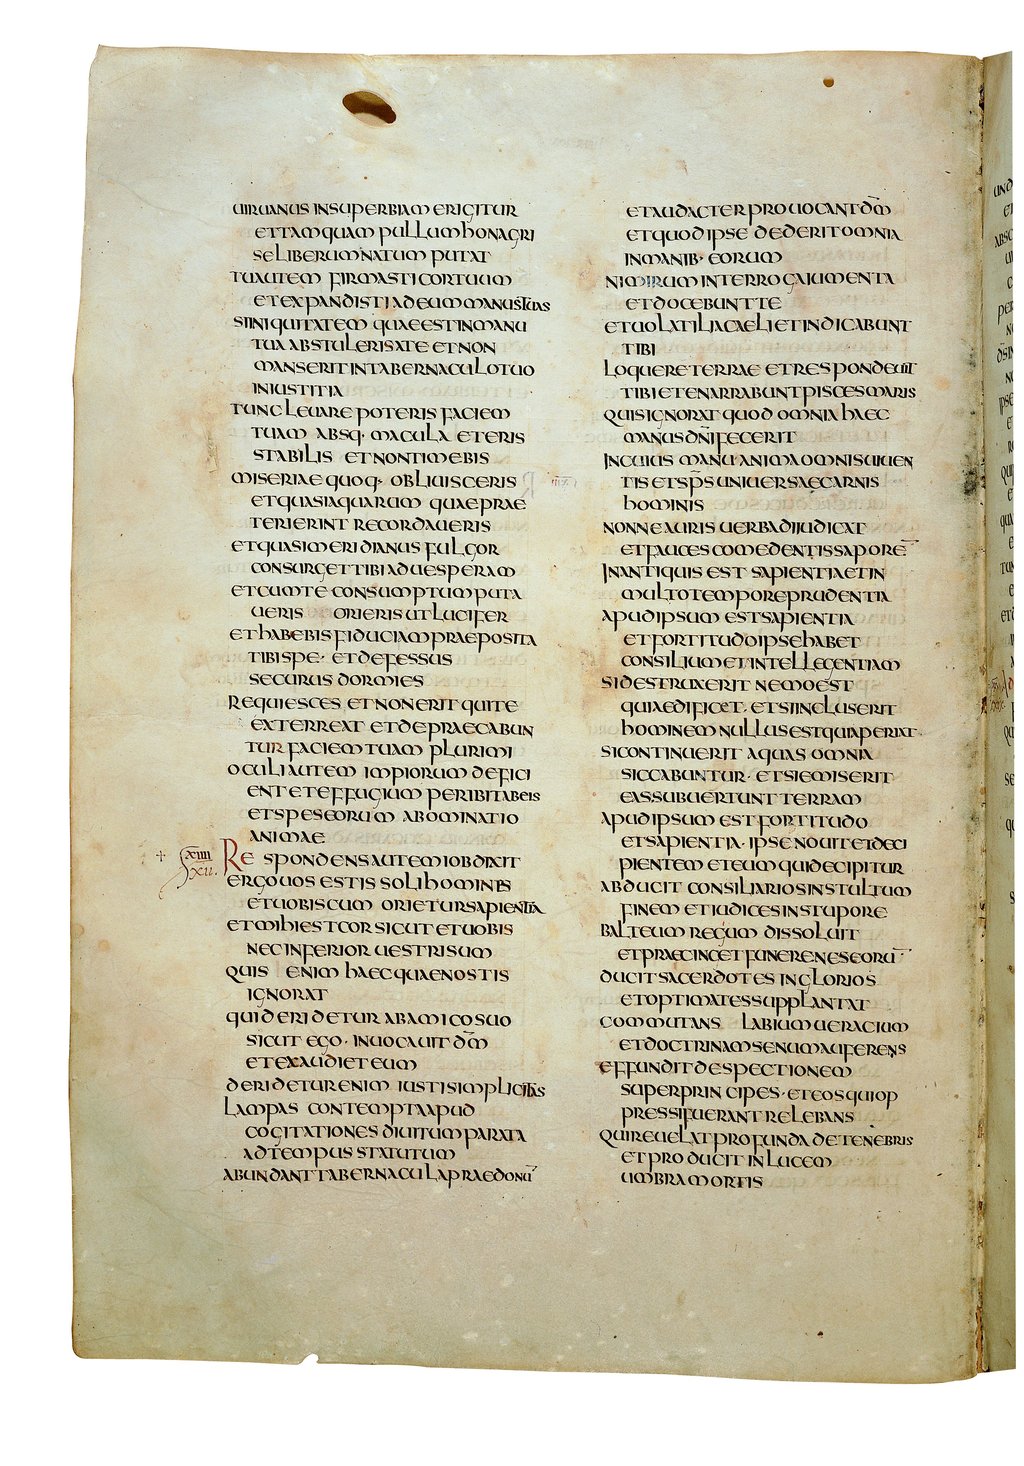 UIRUANUS INSUPERBIAM ERIGITUR
ET TAMQUAM PULLUM hONAGRI
SE LIBERUM NATUM PUTAT
TU AUTEM FIRMASTI COR TUUM
ET EXPANDISTI AD EUM MANUS TUAS
SI INIQUITATEM QUAE EST IN MANU
TUA ABSTULERIS A TE ET NON
MANSERIT IN TABERNACULO TUO
INIUSTITIA
TUNC LEUARE POTERIS FACIEM
TUAM ABSQ· MACULA ET ERIS
STABILIS ET NON TIMEBIS
MISERIAE QUOQ· OBLIUISCERIS
ET QUASI AQUARUM QUAE PRAE
TERIERINT RECORDAUERIS
ET QUASI MERIDIANUS FULGOR
CONSURGET TIBI AD UESPERAM
ET CUM TE CONSUMPTUM PUTA
UERIS ORIERIS UT LUCIFER
ET hABEBIS FIDUCIAM PRAEPOSITA
TIBI SPE· ET DEFESSUS
SECURUS DORMIES
REQUIESCES ET NON ERIT QUI TE
EXTERREAT ET DEPRAECABUN
TUR FACIEM TUAM PLURIMI
OCULI AUTEM IMPIORUM DEFICI
ENT ET EFFUGIUM PERIBIT AB EIS
ET SPES EORUM ABOMINATIO
ANIMAE
+ XIIII
XII.
RESPONDENS AUTEM IOB DIXIT
ERGO UOS ESTIS SOLI hOMINES
ET UOBISCUM ORIETUR SAPIENTIA
ET MIHI EST COR SICUT ET UOBIS
NEC INFERIOR UESTRI SUM
QUIS ENIM hAEC QUAE NOSTIS
IGNORAT
QUI DERIDETUR AB AMICO SUO
SICUT EGO· INUOCAUIT DM̄
ET EXAUDIET EUM
DERIDETUR ENIM IUSTI SIMPLICITAS
LAMPAS CONTEMPTA APUD
COGITATIONES DIUITUM PARATA
AD TEMPUS STATUTUM
ABUNDANT TABERNACULA PRAEDONŪ
ET AUDACTER PROUOCANT DM̄
ET QUOD IPSE DEDERIT OMNIA
IN MANIB· EORUM
NIMIRUM INTERROGA IUMENTA
ET DOCEBUNT TE
ET UOLATILIA CAELI ET INDICABUNT
TIBI
LOQUERE TERRAE ET RESPONDEBIT
TIBI ET ENARRABUNT PISCES MARIS
QUIS IGNORAT QUOD OMNIA hAEC
MANUS DNĪ FECERIT
IN CUIUS MANU ANIMA OMNIS UIUEN
TIS ET SPS̄ UNIUERSAE CARNIS
hOMINIS
NONNE AURIS UERBA DIIUDICAT
ET FAUCES COMEDENTIS SAPORĒ
IN ANTIQUIS EST SAPIENTIA ET IN
MULTO TEMPORE PRUDENTIA
APUD IPSUM EST SAPIENTIA
ET FORTITUDO IPSE HABET
CONSILIUM ET INTELLEGENTIAM
SI DESTRUXERIT NEMO EST
QUI AEDIFICET· ET SI INCLUSERIT
hOMINEM NULLUS EST QUI APERIAT·
SI CONTINUERIT AQUAS OMNIA
SICCABUNTUR· ET SI EMISERIT
EAS SUBUERTUNT TERRAM
APUD IPSUM EST FORTITUDO
ET SAPIENTIA· IPSE NOUIT ET DECI
PIENTEM ET EUM QUI DECIPITUR
ABDUCIT CONSILIARIOS IN STULTUM
FINEM ET IUDICES IN STUPORE
BALTEUM REGUM DISSOLUIT
ET PRAECINGET FUNERE NES EORŪ
DUCIT SACERDOTES INGLORIOS
ET OPTIMATES SUPPLANTAT
COMMUTANS LABIUM UERACIUM
ET DOCTRINAM SENUM AUFERENS
EFFUNDIT DESPECTIONEM
SUPER PRINCIPES· ET EOS QUI OP
PRESSI FUERANT RELEBANS
QUI REUELAT PROFUNDA DE TENEBRIS
ET PRODUCIT IN LUCEM
UMBRA MORTIS